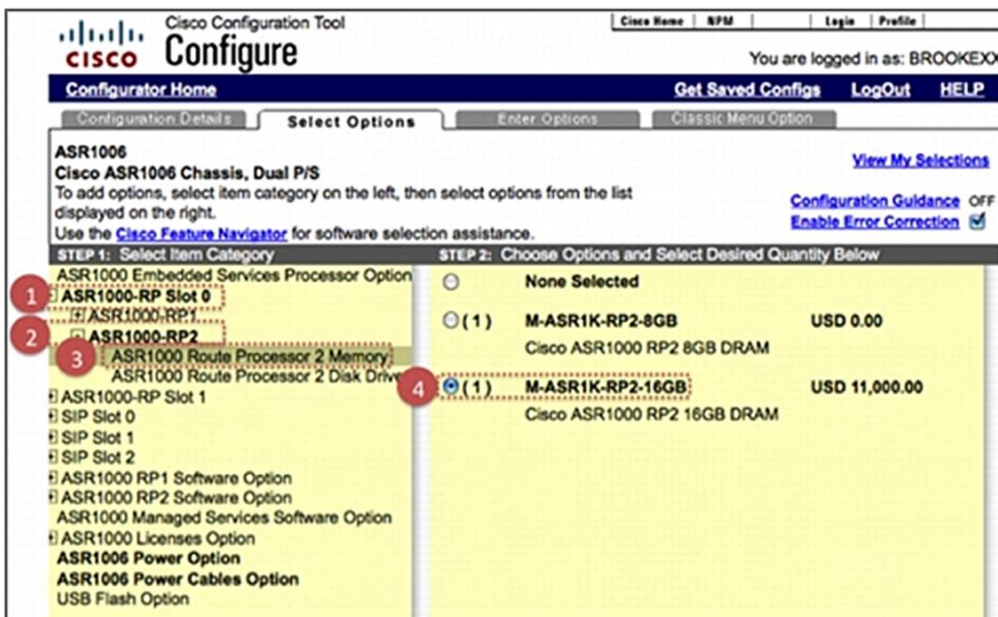 Cisco Configuration Tool
CISCO Configure
Cisco Home | NPM | Login | Profile
You are logged in as: BROOKEXX
Configurator Home Get Saved Configs LogOut HELP
Configuration Details Select Options Enter Options Classic Menu Option
ASR1006
Cisco ASR1006 Chassis, Dual P/S
To add options, select item category on the left, then select options from the list
displayed on the right.
Use the Cisco Feature Navigator for software selection assistance.
View My Selections
Configuration Guidance OFF
Enable Error Correction
STEP 1: Select Item Category
ASR1000 Embedded Services Processor Option
1 ASR1000-RP Slot 0
ASR1000-RP1
2 ASR1000-RP2
3 ASR1000 Route Processor 2 Memory
ASR1000 Route Processor 2 Disk Drive
ASR1000-RP Slot 1
SIP Slot 0
SIP Slot 1
SIP Slot 2
ASR1000 RP1 Software Option
ASR1000 RP2 Software Option
ASR1000 Managed Services Software Option
ASR1000 Licenses Option
ASR1006 Power Option
ASR1006 Power Cables Option
USB Flash Option
STEP 2: Choose Options and Select Desired Quantity Below
None Selected
(1) M-ASR1K-RP2-8GB USD 0.00
Cisco ASR1000 RP2 8GB DRAM
4 (1) M-ASR1K-RP2-16GB USD 11,000.00
Cisco ASR1000 RP2 16GB DRAM